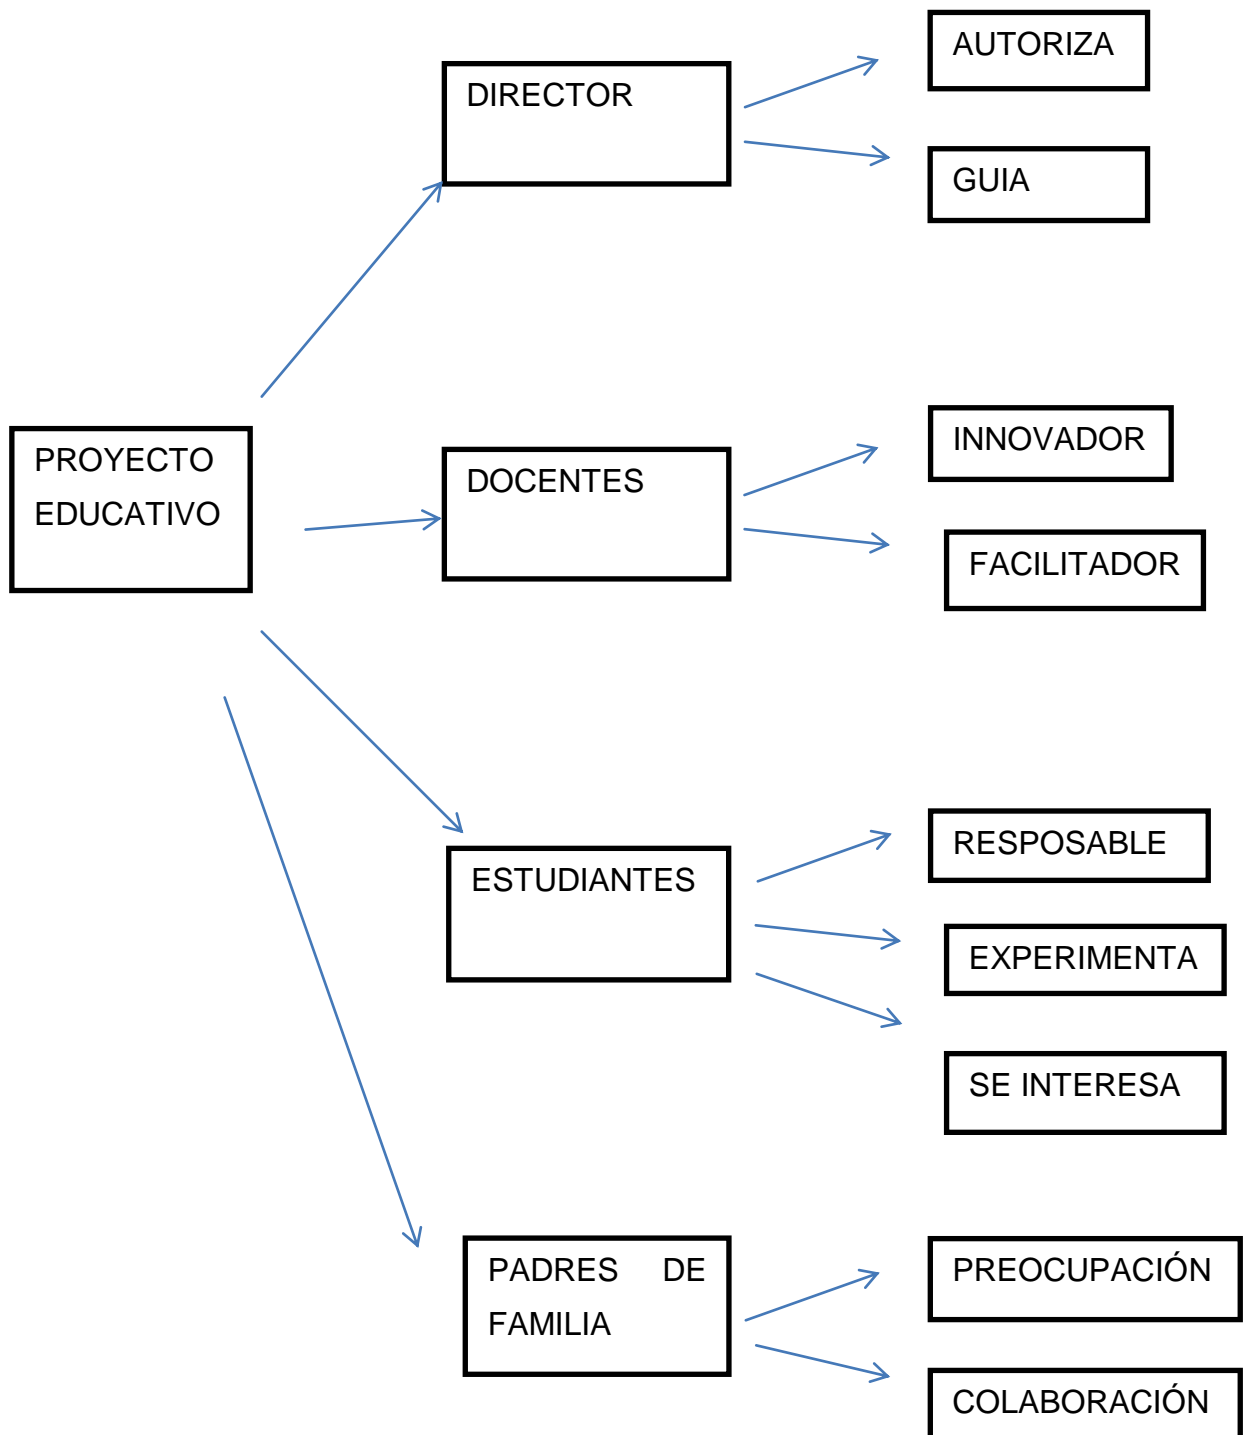 AUTORIZA
DIRECTOR
GUIA
INNOVADOR
PROYECTO
EDUCATIVO
DOCENTES
FACILITADOR
RESPOSABLE
ESTUDIANTES
EXPERIMENTA
SE INTERESA
PADRES DE
FAMILIA
PREOCUPACIÓN
COLABORACIÓN